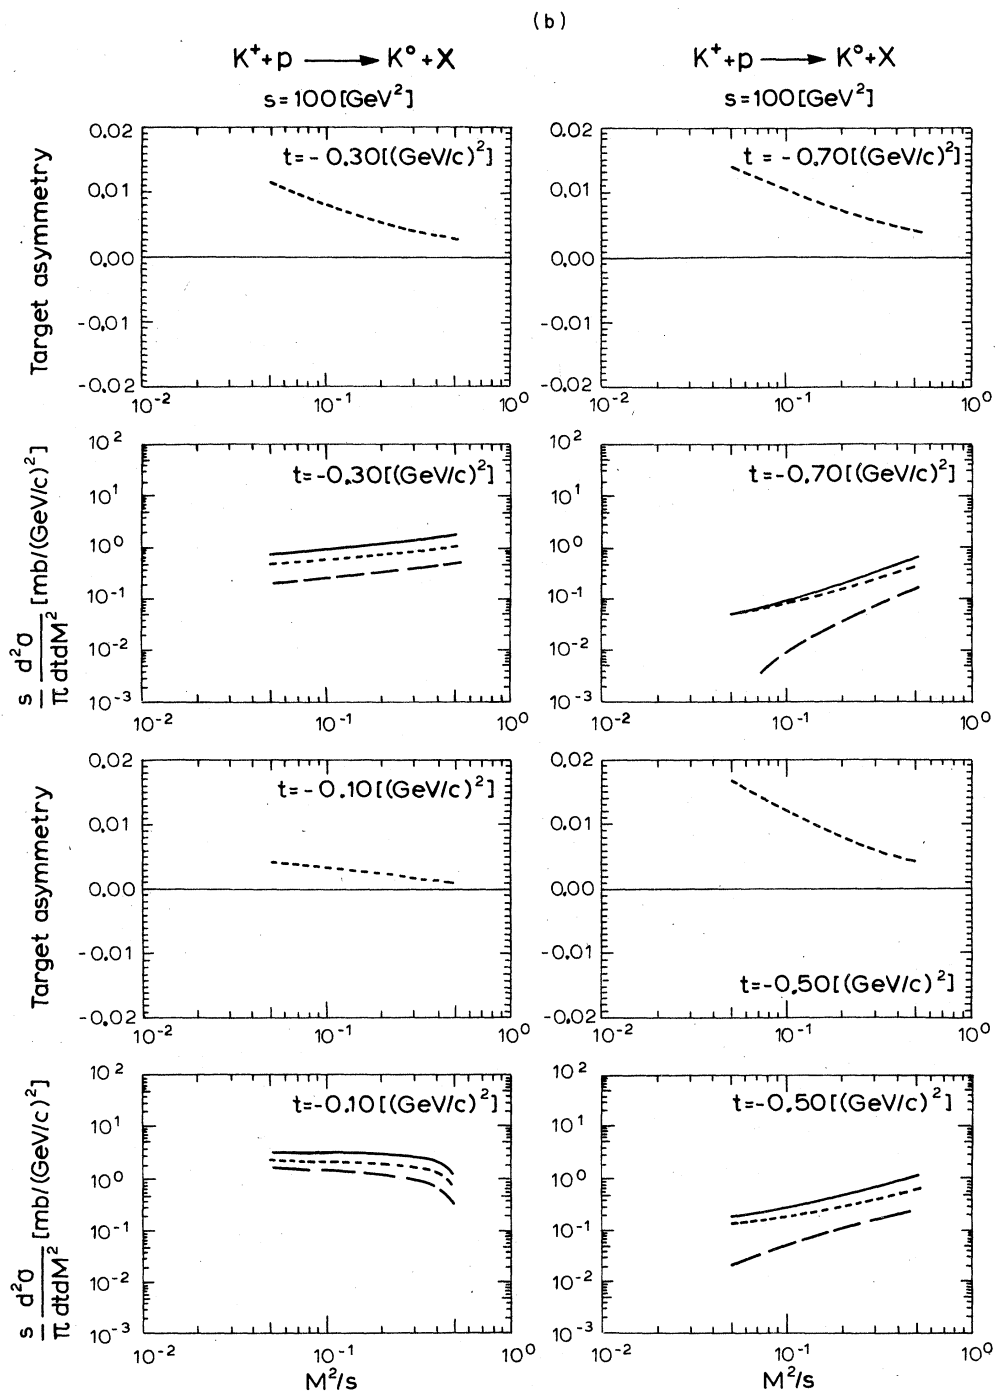 (b)
K⁺+p ⟶ K⁰+X
s=100[GeV²]
K⁺+p ⟶ K⁰+X
s=100[GeV²]
Target asymmetry
0.02
0.01
0.00
-0.01
-0.02
t=-0.30[(GeV/c)²]
10⁻² 10⁻¹ 10⁰
0.02
0.01
0.00
-0.01
-0.02
t = -0.70[(GeV/c)²]
10⁻² 10⁻¹ 10⁰
s/π d²σ/dtdM² [mb/(GeV/c)²]
10²
10¹
10⁰
10⁻¹
10⁻²
10⁻³
t=-0.30[(GeV/c)²]
10⁻² 10⁻¹ 10⁰
10²
10¹
10⁰
10⁻¹
10⁻²
10⁻³
t=-0.70[(GeV/c)²]
10⁻² 10⁻¹ 10⁰
Target asymmetry
0.02
0.01
0.00
-0.01
-0.02
t=-0.10[(GeV/c)²]
10⁻² 10⁻¹ 10⁰
0.02
0.01
0.00
-0.01
-0.02
t=-0.50[(GeV/c)²]
10⁻² 10⁻¹ 10⁰
s/π d²σ/dtdM² [mb/(GeV/c)²]
10²
10¹
10⁰
10⁻¹
10⁻²
10⁻³
t=-0.10[(GeV/c)²]
10⁻² 10⁻¹ 10⁰
M²/s
10²
10¹
10⁰
10⁻¹
10⁻²
10⁻³
t=-0.50[(GeV/c)²]
10⁻² 10⁻¹ 10⁰
M²/s